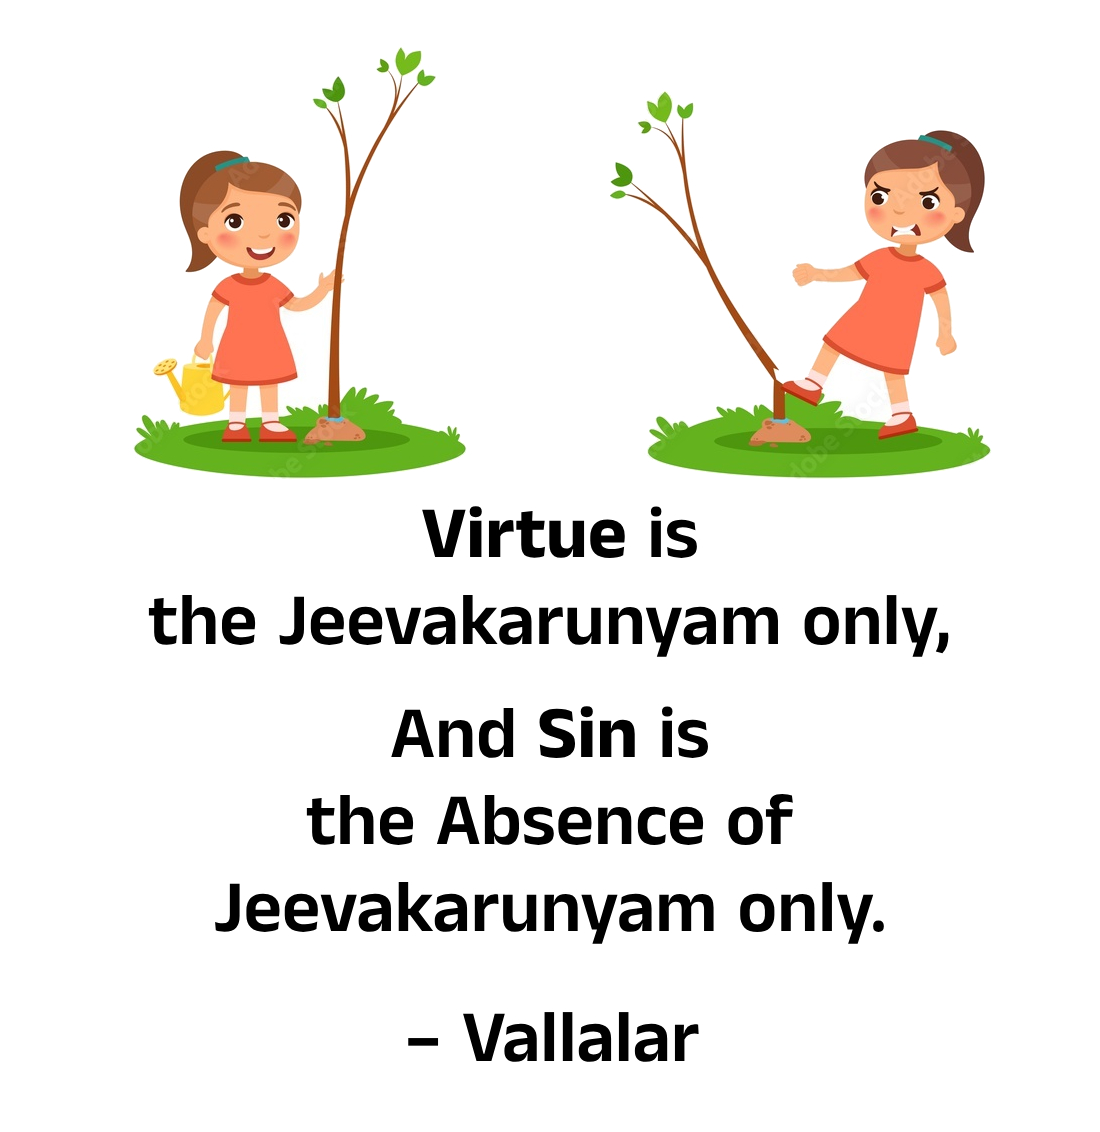 Virtue is
the Jeevakarunyam only,
And Sin is
the Absence of
Jeevakarunyam only.
– Vallalar